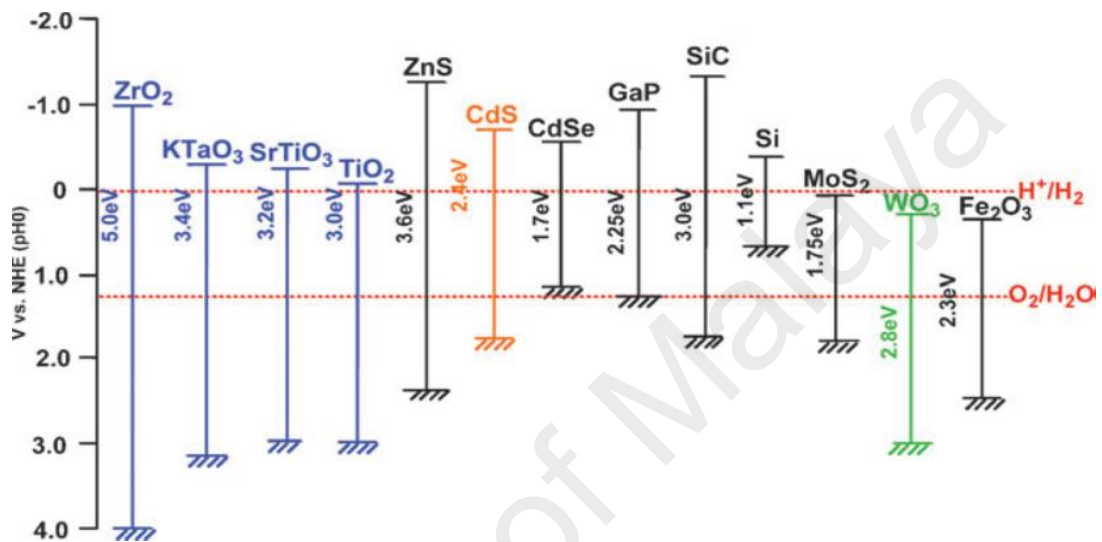 V vs. NHE (pH0)
-2.0
-1.0
0
1.0
2.0
3.0
4.0
ZrO₂
5.0eV
KTaO₃
3.4eV
SrTiO₃
3.2eV
TiO₂
3.0eV
ZnS
3.6eV
CdS
2.4eV
CdSe
1.7eV
GaP
2.25eV
SiC
3.0eV
Si
1.1eV
MoS₂
1.75eV
WO₃
2.8eV
Fe₂O₃
2.3eV
H⁺/H₂
O₂/H₂O
of Malaya